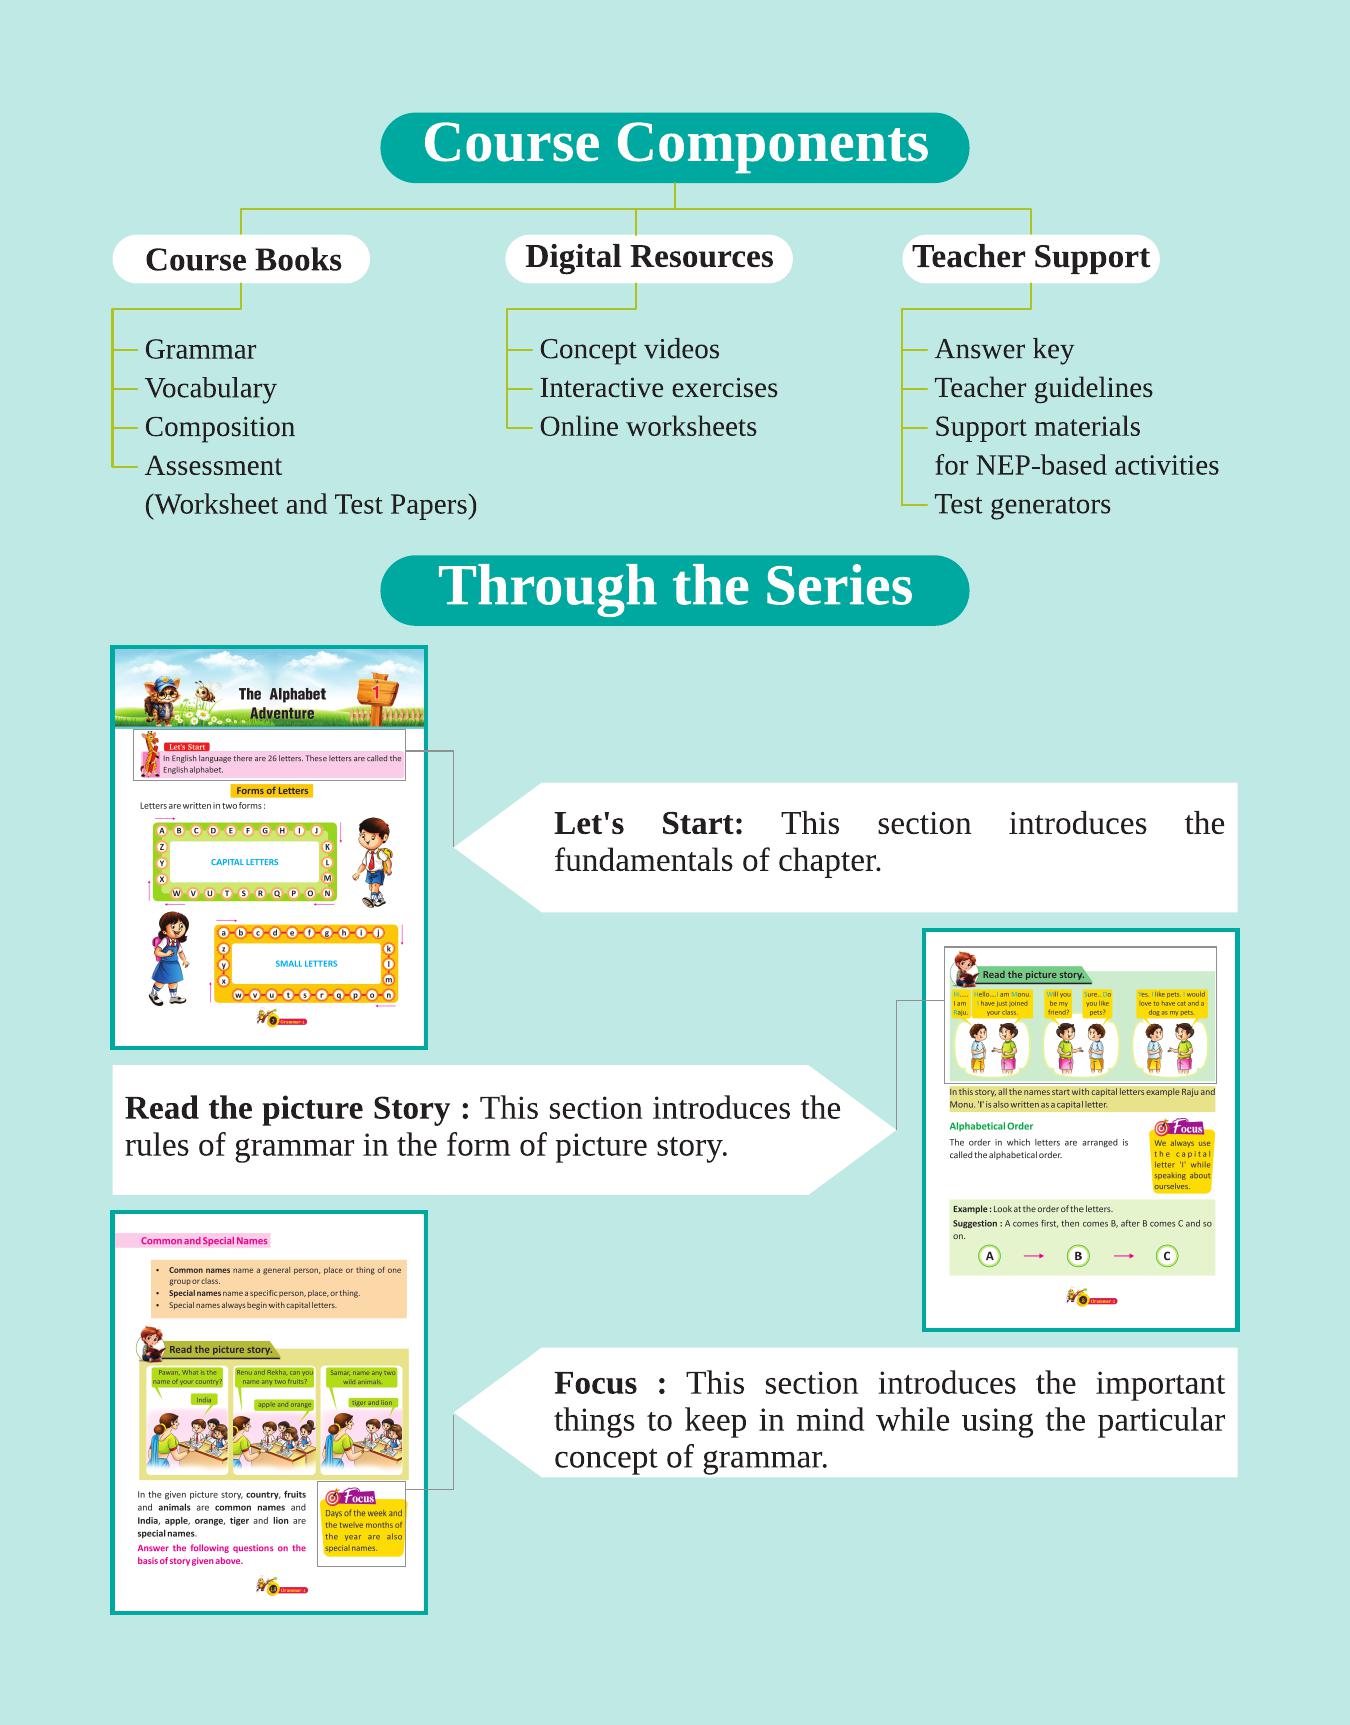 Course Components
Course Books
Grammar
Vocabulary
Composition
Assessment
(Worksheet and Test Papers)
Digital Resources
Concept videos
Interactive exercises
Online worksheets
Teacher Support
Answer key
Teacher guidelines
Support materials
for NEP-based activities
Test generators
Through the Series
The Alphabet
Adventure
1
Let's Start
In English language there are 26 letters. These letters are called the
English alphabet.
Forms of Letters
Letters are written in two forms :
A B C D E F G H I J
Z K
CAPITAL LETTERS
Y L
X M
W V U T S R Q P O N
a b c d e f g h i j
z k
SMALL LETTERS
y l
x m
w v u t s r q p o n
7 Grammar-1
Let's Start: This section introduces the
fundamentals of chapter.
Read the picture story.
Hi.....
I am
Raju.
Hello....I am Monu.
I have just joined
your class.
Will you
be my
friend?
Sure.. Do
you like
pets?
Yes. I like pets. I would
love to have cat and a
dog as my pets.
In this story, all the names start with capital letters example Raju and
Monu. 'I' is also written as a capital letter.
Alphabetical Order
The order in which letters are arranged is
called the alphabetical order.
Focus
We always use
the capital
letter 'I' while
speaking about
ourselves.
Example : Look at the order of the letters.
Suggestion : A comes first, then comes B, after B comes C and so
on.
A B C
Grammar-1
Read the picture Story : This section introduces the
rules of grammar in the form of picture story.
Common and Special Names
• Common names name a general person, place or thing of one
group or class.
• Special names name a specific person, place, or thing.
• Special names always begin with capital letters.
Read the picture story.
Pawan, What is the
name of your country?
India
Renu and Rekha, can you
name any two fruits?
apple and orange
Samar, name any two
wild animals.
tiger and lion
In the given picture story, country, fruits
and animals are common names and
India, apple, orange, tiger and lion are
special names.
Answer the following questions on the
basis of story given above.
Focus
Days of the week and
the twelve months of
the year are also
special names.
Grammar-1
Focus : This section introduces the important
things to keep in mind while using the particular
concept of grammar.